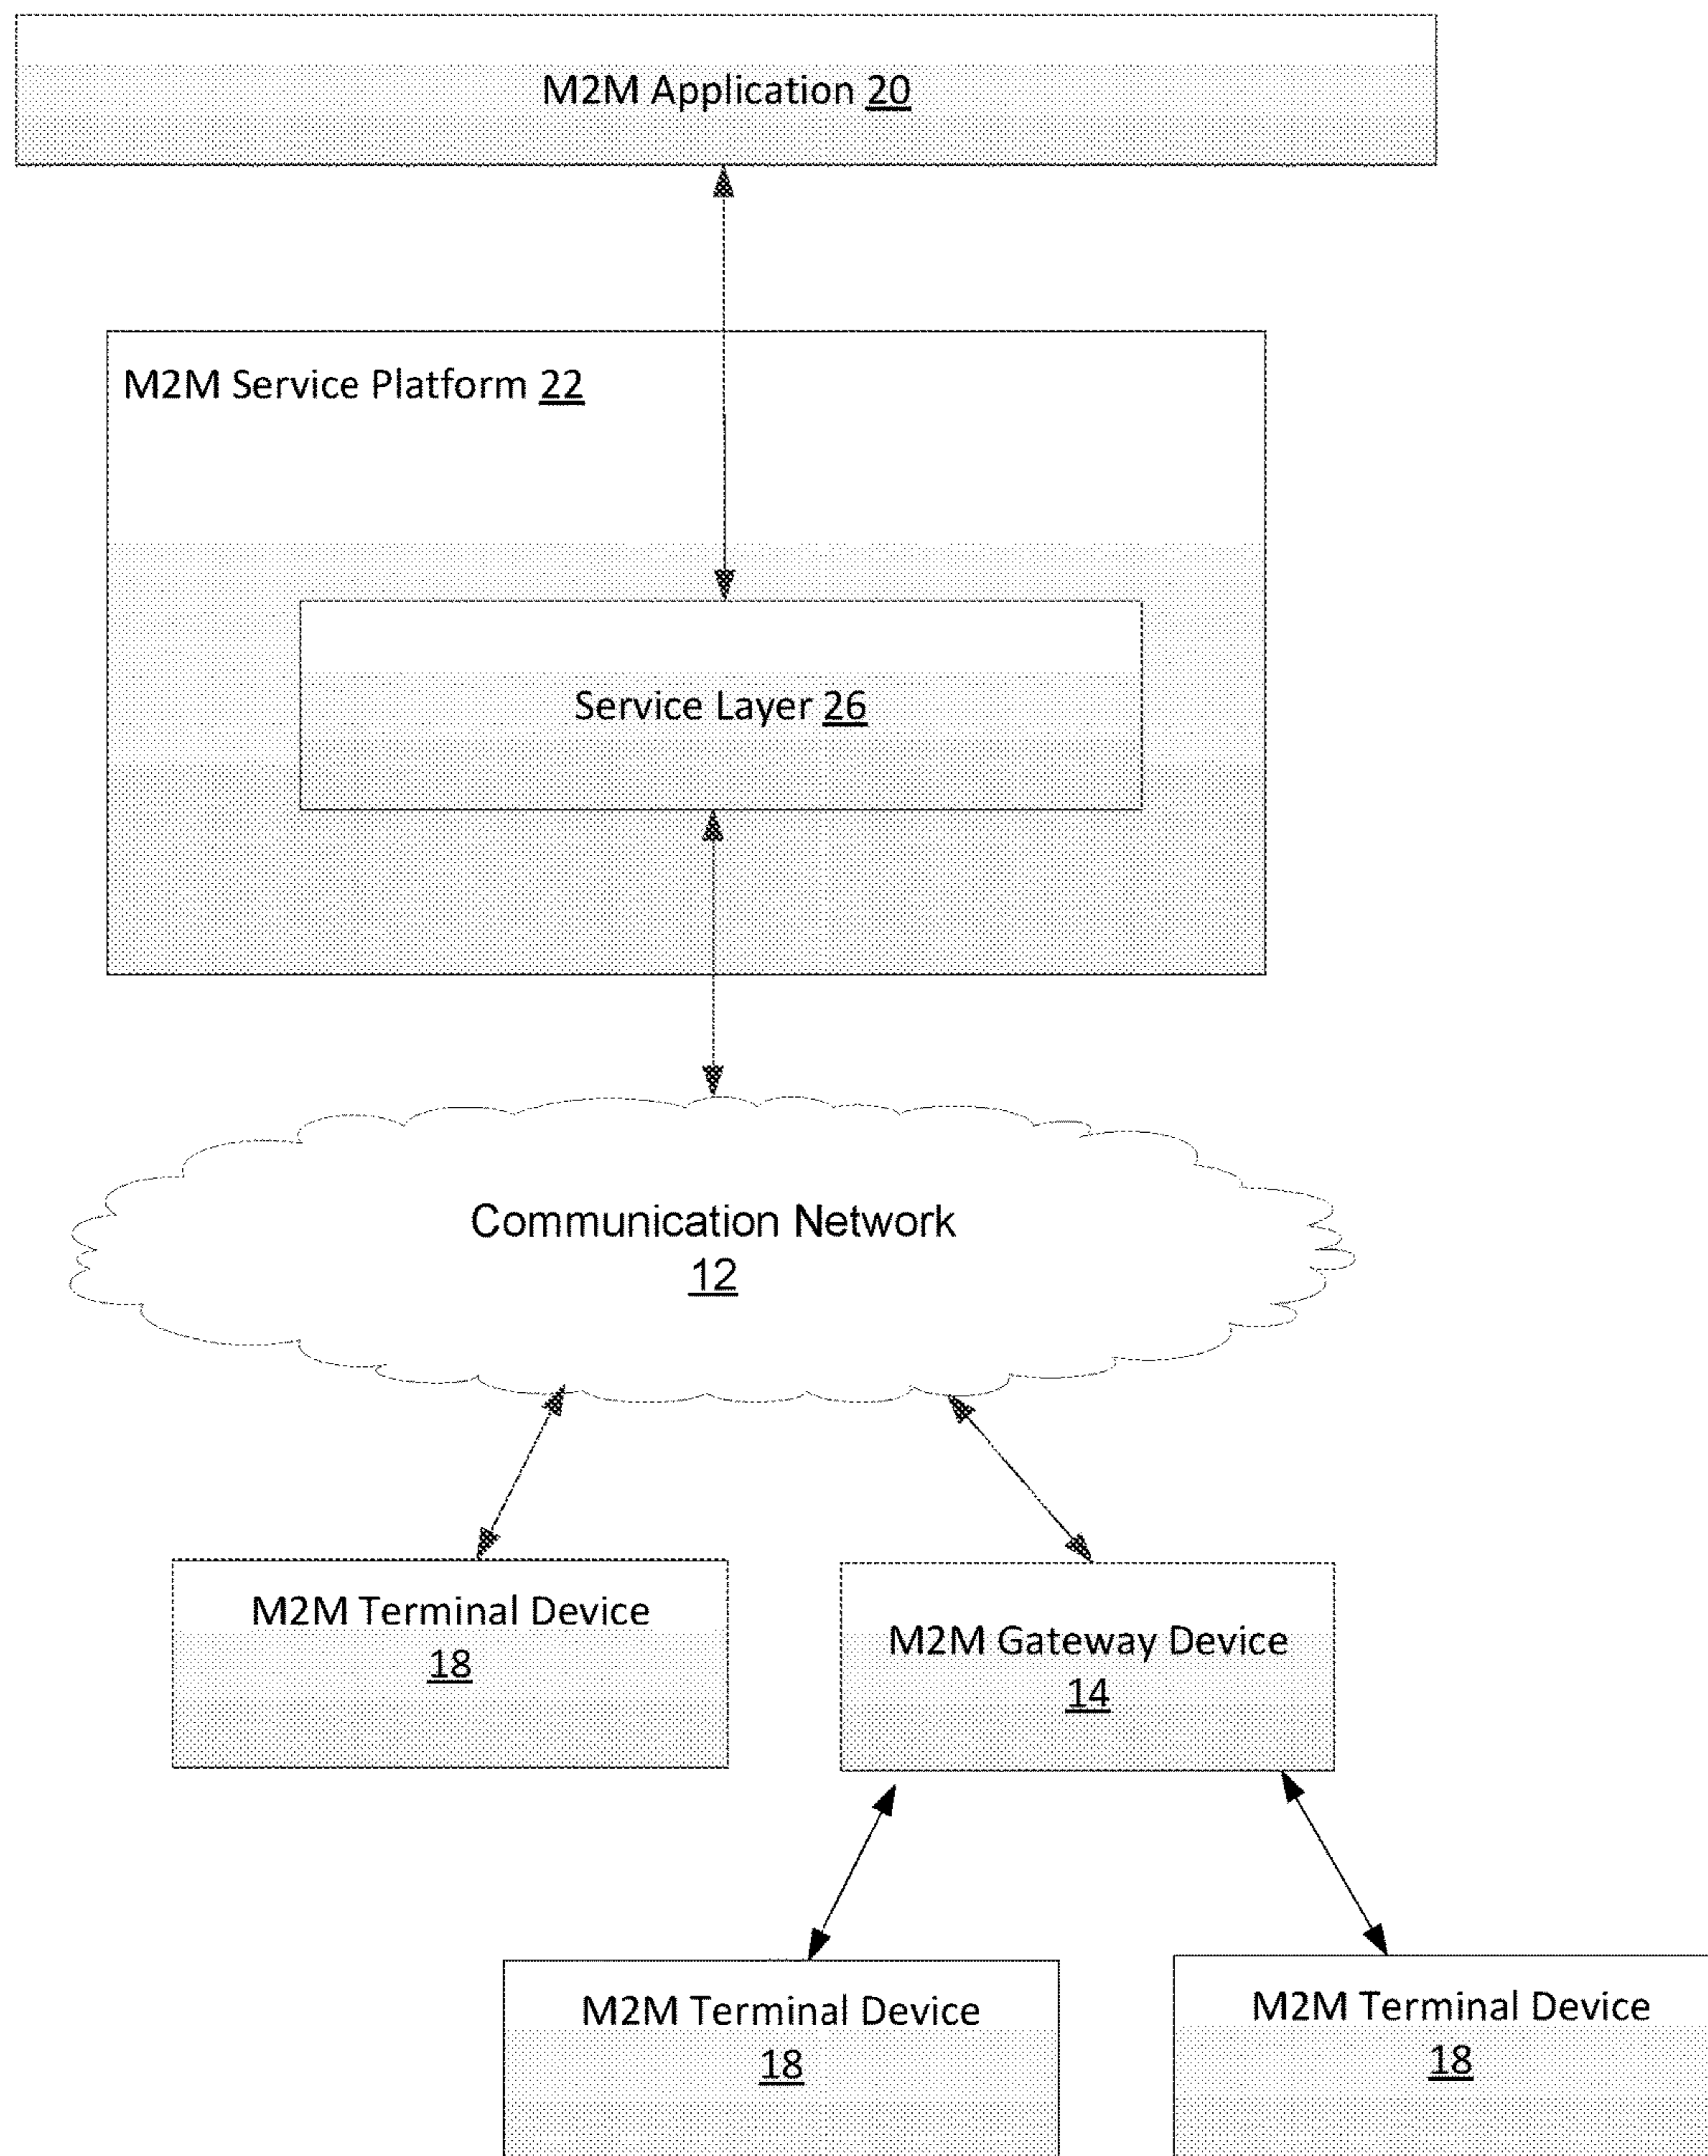 M2M Application 20
M2M Service Platform 22
Service Layer 26
Communication Network
12
M2M Terminal Device
18
M2M Gateway Device
14
M2M Terminal Device
18
M2M Terminal Device
18